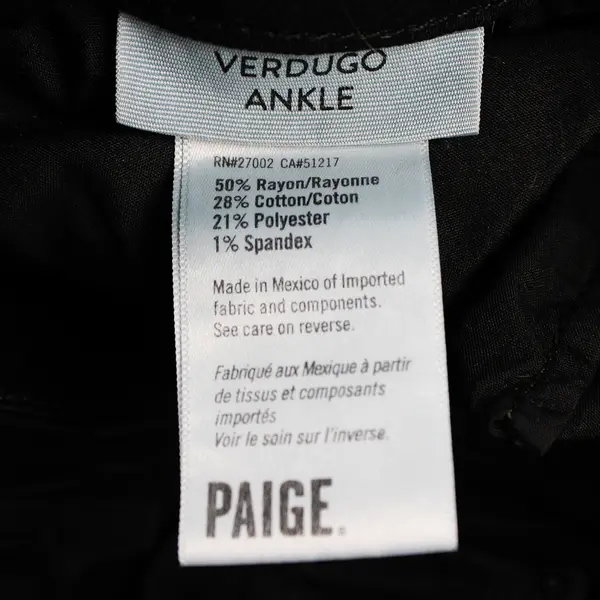 VERDUGO
ANKLE
RN#27002 CA#51217
50% Rayon/Rayonne
28% Cotton/Coton
21% Polyester
1% Spandex
Made in Mexico of Imported
fabric and components.
See care on reverse.
Fabriqué aux Mexique à partir
de tissus et composants
importés
Voir le soin sur l'inverse.
PAIGE.